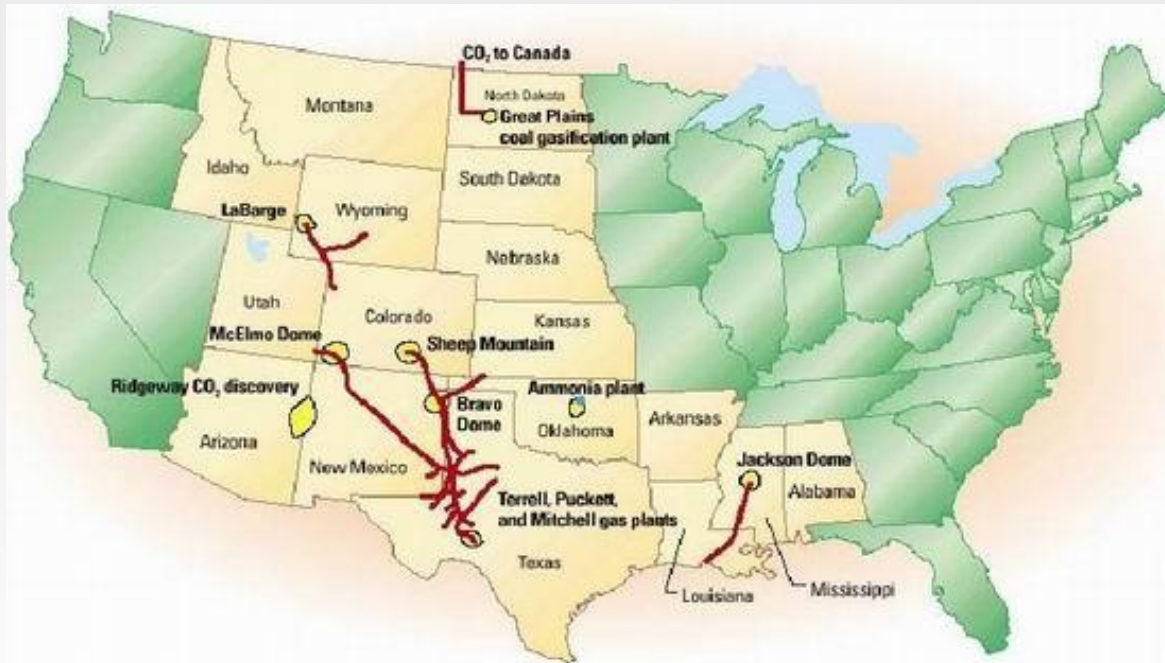 CO₂ to Canada
North Dakota
Great Plains
coal gasification plant
Montana
Idaho
South Dakota
LaBarge
Wyoming
Nebraska
Utah
Colorado
Kansas
McElmo Dome
Sheep Mountain
Ridgeway CO₂ discovery
Ammonia plant
Bravo
Dome
Oklahoma
Arkansas
Arizona
New Mexico
Jackson Dome
Alabama
Terrell, Puckett,
and Mitchell gas plants
Texas
Louisiana
Mississippi